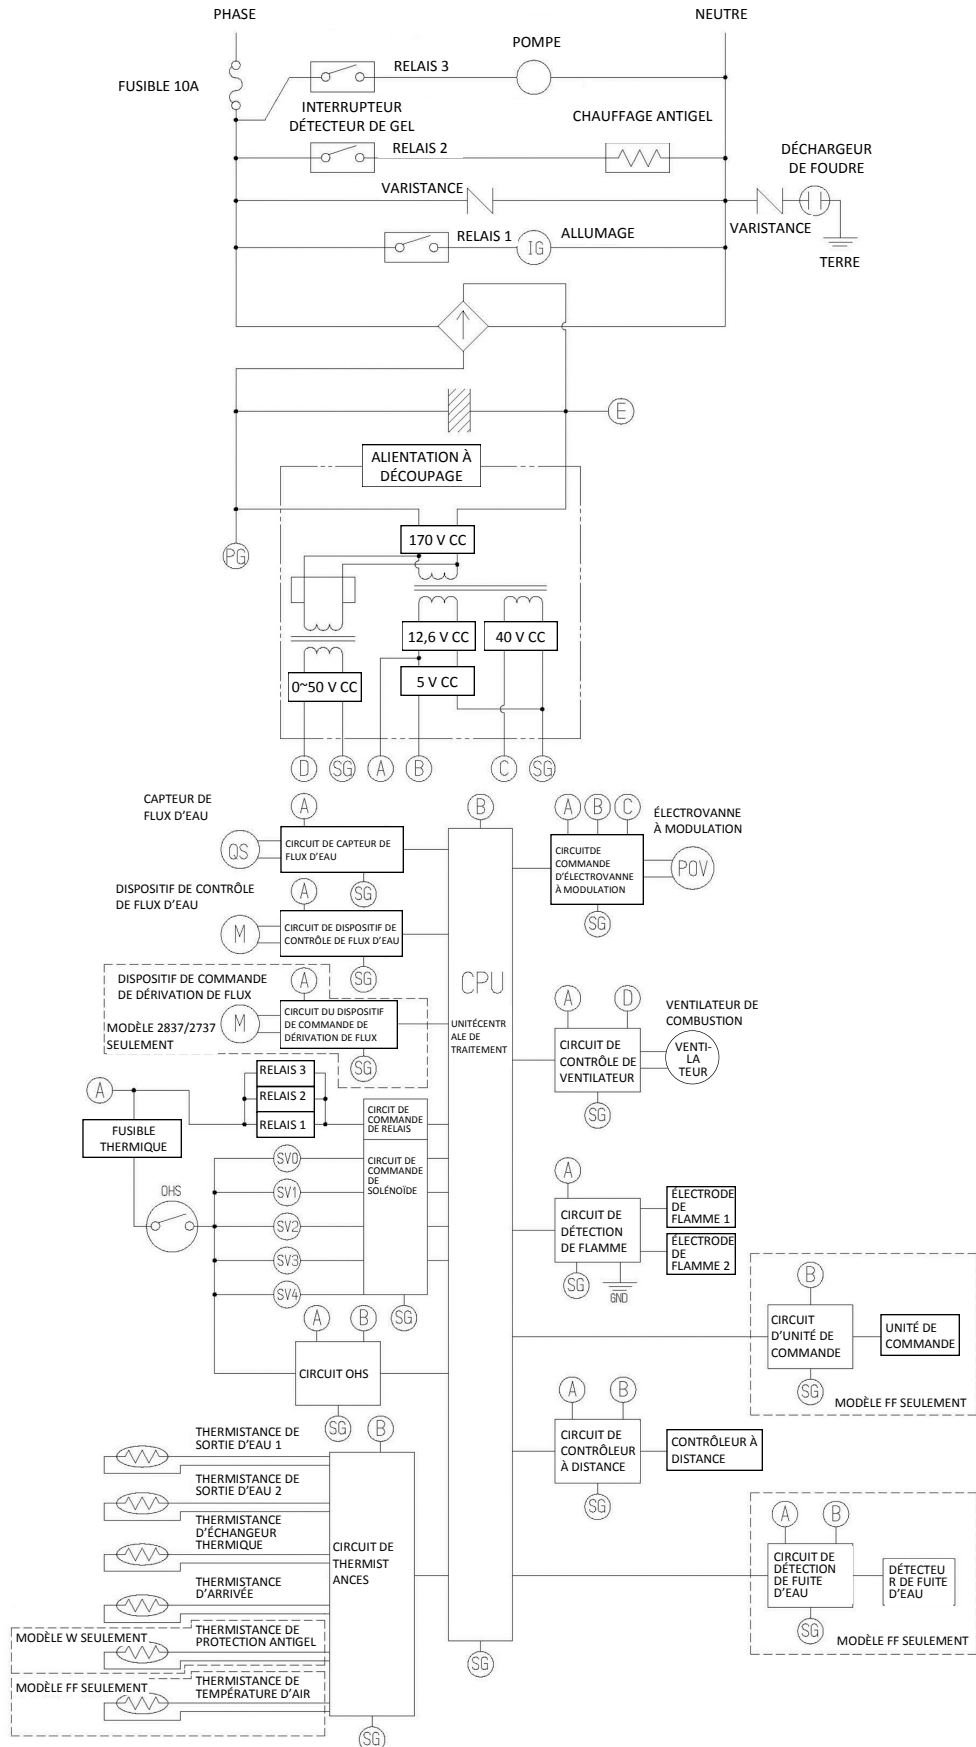 PHASE
NEUTRE
FUSIBLE 10A
RELAIS 3
POMPE
INTERRUPTEUR
DÉTECTEUR DE GEL
CHAUFFAGE ANTIGEL
RELAIS 2
DÉCHARGEUR
DE FOUDRE
VARISTANCE
VARISTANCE
TERRE
RELAIS 1
IG
ALLUMAGE
E
ALIENTATION À
DÉCOUPAGE
PG
170 V CC
12,6 V CC
40 V CC
0~50 V CC
5 V CC
D
SG
A
B
C
SG
CAPTEUR DE
FLUX D'EAU
A
QS
CIRCUIT DE CAPTEUR DE
FLUX D'EAU
SG
DISPOSITIF DE CONTRÔLE
DE FLUX D'EAU
A
M
CIRCUIT DE DISPOSITIF DE
CONTRÔLE DE FLUX D'EAU
SG
DISPOSITIF DE COMMANDE
DE DÉRIVATION DE FLUX
MODÈLE 2837/2737
SEULEMENT
A
M
CIRCUIT DU DISPOSITIF
DE COMMANDE DE
DÉRIVATION DE FLUX
SG
A
FUSIBLE
THERMIQUE
OHS
RELAIS 3
RELAIS 2
RELAIS 1
CIRCIT DE
COMMANDE
DE RELAIS
CIRCUIT DE
COMMANDE
DE
SOLÉNOÏDE
SV0
SV1
SV2
SV3
SV4
SG
A
B
CIRCUIT OHS
SG
B
THERMISTANCE DE
SORTIE D'EAU 1
THERMISTANCE DE
SORTIE D'EAU 2
THERMISTANCE
D'ÉCHANGEUR
THERMIQUE
THERMISTANCE
D'ARRIVÉE
MODÈLE W SEULEMENT
THERMISTANCE DE
PROTECTION ANTIGEL
MODÈLE FF SEULEMENT
THERMISTANCE DE
TEMPÉRATURE D'AIR
CIRCUIT DE
THERMIST
ANCES
SG
B
CPU
UNITÉCENTR
ALE DE
TRAITEMENT
SG
A
B
C
ÉLECTROVANNE
À MODULATION
CIRCUITDE
COMMANDE
D'ÉLECTROVANNE
À MODULATION
POV
SG
A
D
VENTILATEUR DE
COMBUSTION
CIRCUIT DE
CONTRÔLE DE
VENTILATEUR
VENTI-
LA
TEUR
SG
A
CIRCUIT DE
DÉTECTION
DE FLAMME
ÉLECTRODE
DE
FLAMME 1
ÉLECTRODE
DE
FLAMME 2
SG
GND
B
CIRCUIT
D'UNITÉ DE
COMMANDE
UNITÉ DE
COMMANDE
SG
MODÈLE FF SEULEMENT
A
B
CIRCUIT DE
CONTRÔLEUR
À DISTANCE
CONTRÔLEUR À
DISTANCE
SG
A
B
CIRCUIT DE
DÉTECTION
DE FUITE
D'EAU
DÉTECTEU
R DE FUITE
D'EAU
SG
MODÈLE FF SEULEMENT